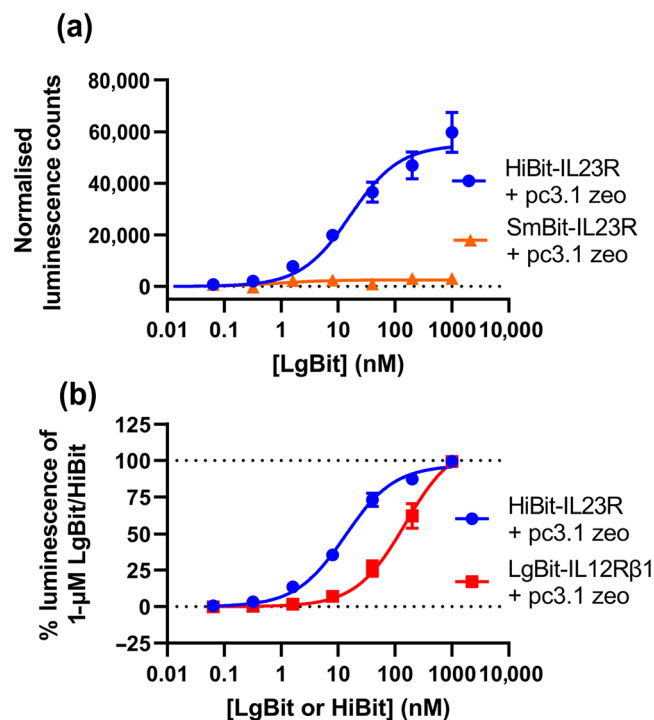 (a)
Normalised
luminescence counts
80,000
60,000
40,000
20,000
0
0.01 0.1 1 10 100 1000 10,000
[LgBit] (nM)
HiBit-IL23R
+ pc3.1 zeo
SmBit-IL23R
+ pc3.1 zeo
(b)
% luminescence of
1-μM LgBit/HiBit
125
100
75
50
25
0
−25
0.01 0.1 1 10 100 1000 10,000
[LgBit or HiBit] (nM)
HiBit-IL23R
+ pc3.1 zeo
LgBit-IL12Rβ1
+ pc3.1 zeo